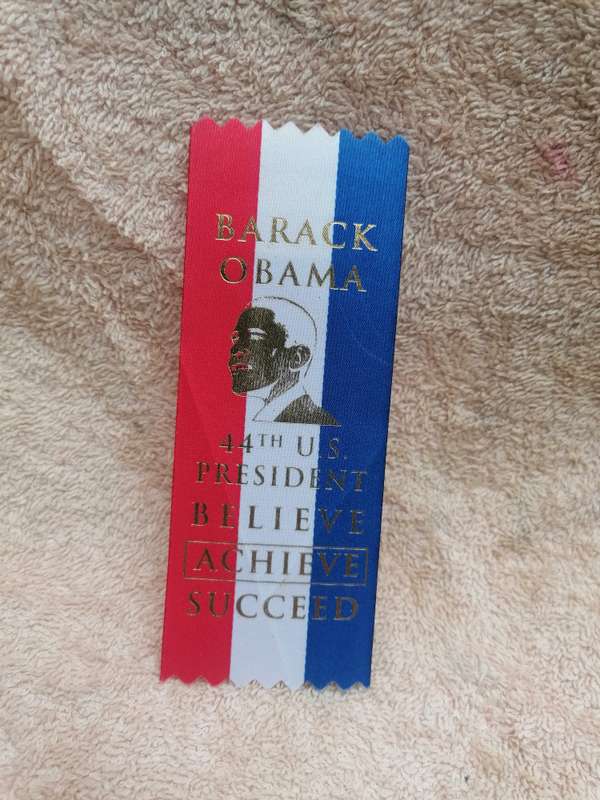 BARACK
OBAMA
44TH U.S.
PRESIDENT
BELIEVE
ACHIEVE
SUCCEED